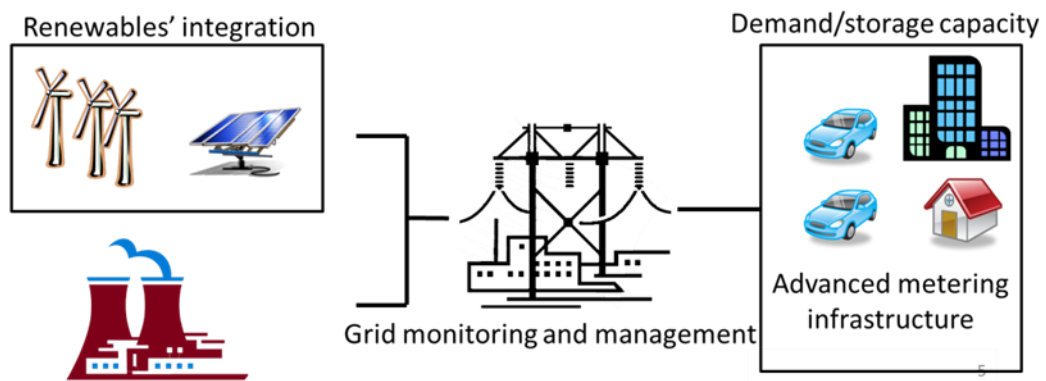 Renewables' integration
Demand/storage capacity
Grid monitoring and management
Advanced metering
infrastructure
5